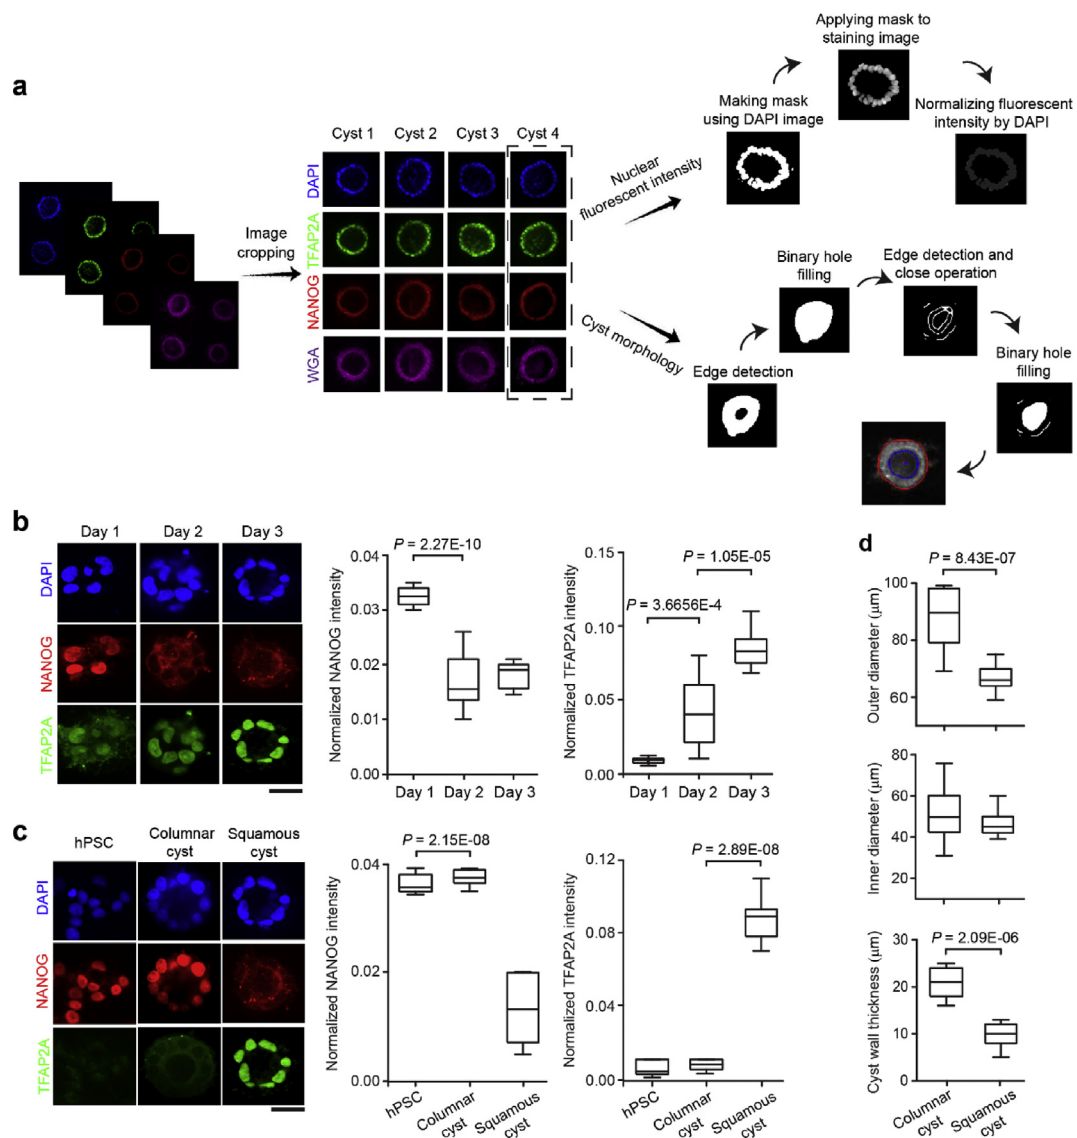 a
Applying mask to
staining image
Making mask
using DAPI image
Normalizing fluorescent
intensity by DAPI
Cyst 1 Cyst 2 Cyst 3 Cyst 4
DAPI
TFAP2A
NANOG
WGA
Image
cropping
Nuclear
fluorescent intensity
Cyst morphology
Binary hole
filling
Edge detection and
close operation
Edge detection
Binary hole
filling
b
Day 1 Day 2 Day 3
DAPI
NANOG
TFAP2A
Normalized NANOG intensity
0.04
0.03
0.02
0.01
0.00
P = 2.27E-10
Day 1 Day 2 Day 3
Normalized TFAP2A intensity
0.15
0.10
0.05
0.00
P = 1.05E-05
P = 3.6656E-4
Day 1 Day 2 Day 3
c
hPSC
Columnar
cyst
Squamous
cyst
DAPI
NANOG
TFAP2A
Normalized NANOG intensity
0.04
0.02
0.00
P = 2.15E-08
hPSC
Columnar
cyst
Squamous
cyst
Normalized TFAP2A intensity
0.12
0.08
0.04
0.00
P = 2.89E-08
hPSC
Columnar
cyst
Squamous
cyst
d
P = 8.43E-07
Outer diameter (μm)
100
80
60
Inner diameter (μm)
80
60
40
20
P = 2.09E-06
Cyst wall thickness (μm)
30
20
10
0
Columnar
cyst
Squamous
cyst